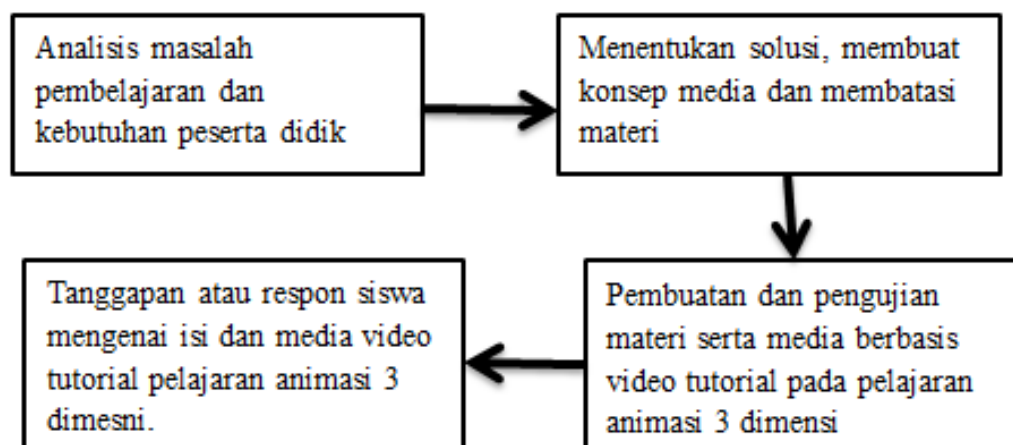 Analisis masalah
pembelajaran dan
kebutuhan peserta didik
Menentukan solusi, membuat
konsep media dan membatasi
materi
Pembuatan dan pengujian
materi serta media berbasis
video tutorial pada pelajaran
animasi 3 dimensi
Tanggapan atau respon siswa
mengenai isi dan media video
tutorial pelajaran animasi 3
dimesni.